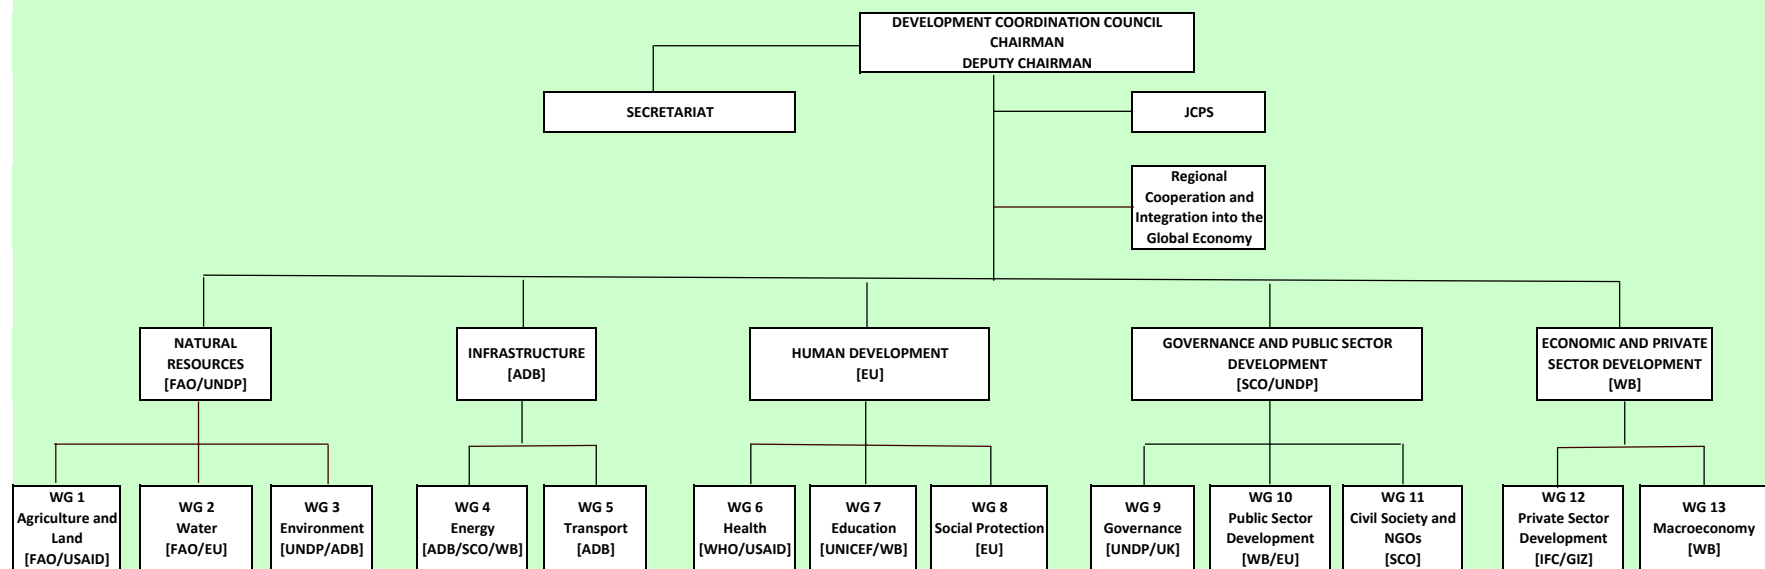 DEVELOPMENT COORDINATION COUNCIL
CHAIRMAN
DEPUTY CHAIRMAN
SECRETARIAT
JCPS
Regional
Cooperation and
Integration into the
Global Economy
NATURAL
RESOURCES
[FAO/UNDP]
INFRASTRUCTURE
[ADB]
HUMAN DEVELOPMENT
[EU]
GOVERNANCE AND PUBLIC SECTOR
DEVELOPMENT
[SCO/UNDP]
ECONOMIC AND PRIVATE
SECTOR DEVELOPMENT
[WB]
WG 1
Agriculture and
Land
[FAO/USAID]
WG 2
Water
[FAO/EU]
WG 3
Environment
[UNDP/ADB]
WG 4
Energy
[ADB/SCO/WB]
WG 5
Transport
[ADB]
WG 6
Health
[WHO/USAID]
WG 7
Education
[UNICEF/WB]
WG 8
Social Protection
[EU]
WG 9
Governance
[UNDP/UK]
WG 10
Public Sector
Development
[WB/EU]
WG 11
Civil Society and
NGOs
[SCO]
WG 12
Private Sector
Development
[IFC/GIZ]
WG 13
Macroeconomy
[WB]